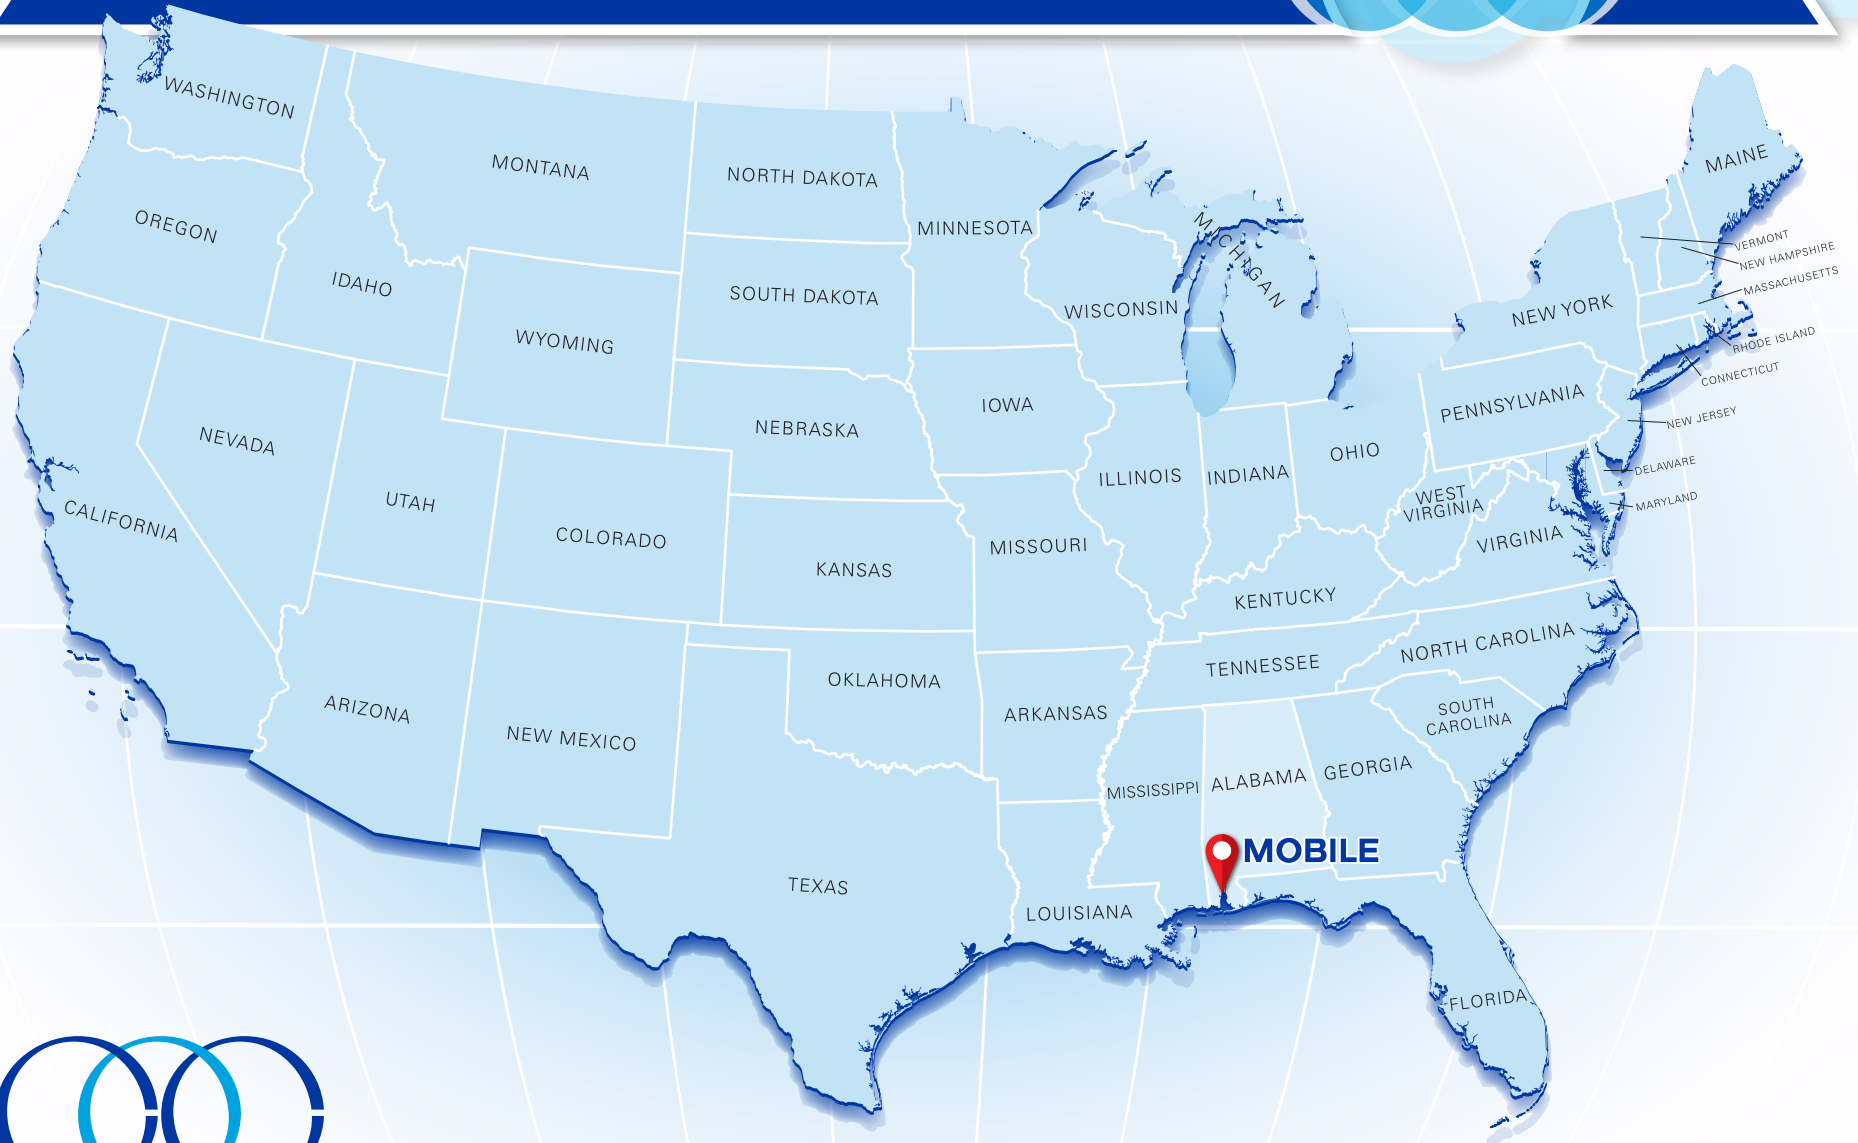 WASHINGTON
MONTANA
NORTH DAKOTA
MINNESOTA
MAINE
OREGON
IDAHO
WYOMING
SOUTH DAKOTA
WISCONSIN
MICHIGAN
NEW YORK
VERMONT
NEW HAMPSHIRE
MASSACHUSETTS
RHODE ISLAND
CONNECTICUT
NEW JERSEY
DELAWARE
MARYLAND
PENNSYLVANIA
NEVADA
UTAH
CALIFORNIA
COLORADO
NEBRASKA
IOWA
ILLINOIS
INDIANA
OHIO
WEST
VIRGINIA
VIRGINIA
KANSAS
MISSOURI
KENTUCKY
NORTH CAROLINA
TENNESSEE
ARIZONA
NEW MEXICO
OKLAHOMA
ARKANSAS
SOUTH
CAROLINA
MISSISSIPPI
ALABAMA
GEORGIA
MOBILE
TEXAS
LOUISIANA
FLORIDA